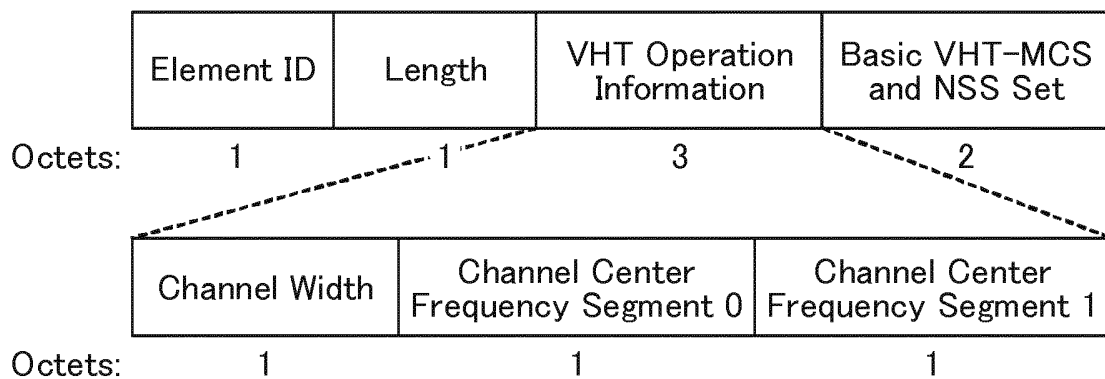 Element ID
Length
VHT Operation
Information
Basic VHT-MCS
and NSS Set
Octets: 1 1 3 2
Channel Width
Channel Center
Frequency Segment 0
Channel Center
Frequency Segment 1
Octets: 1 1 1